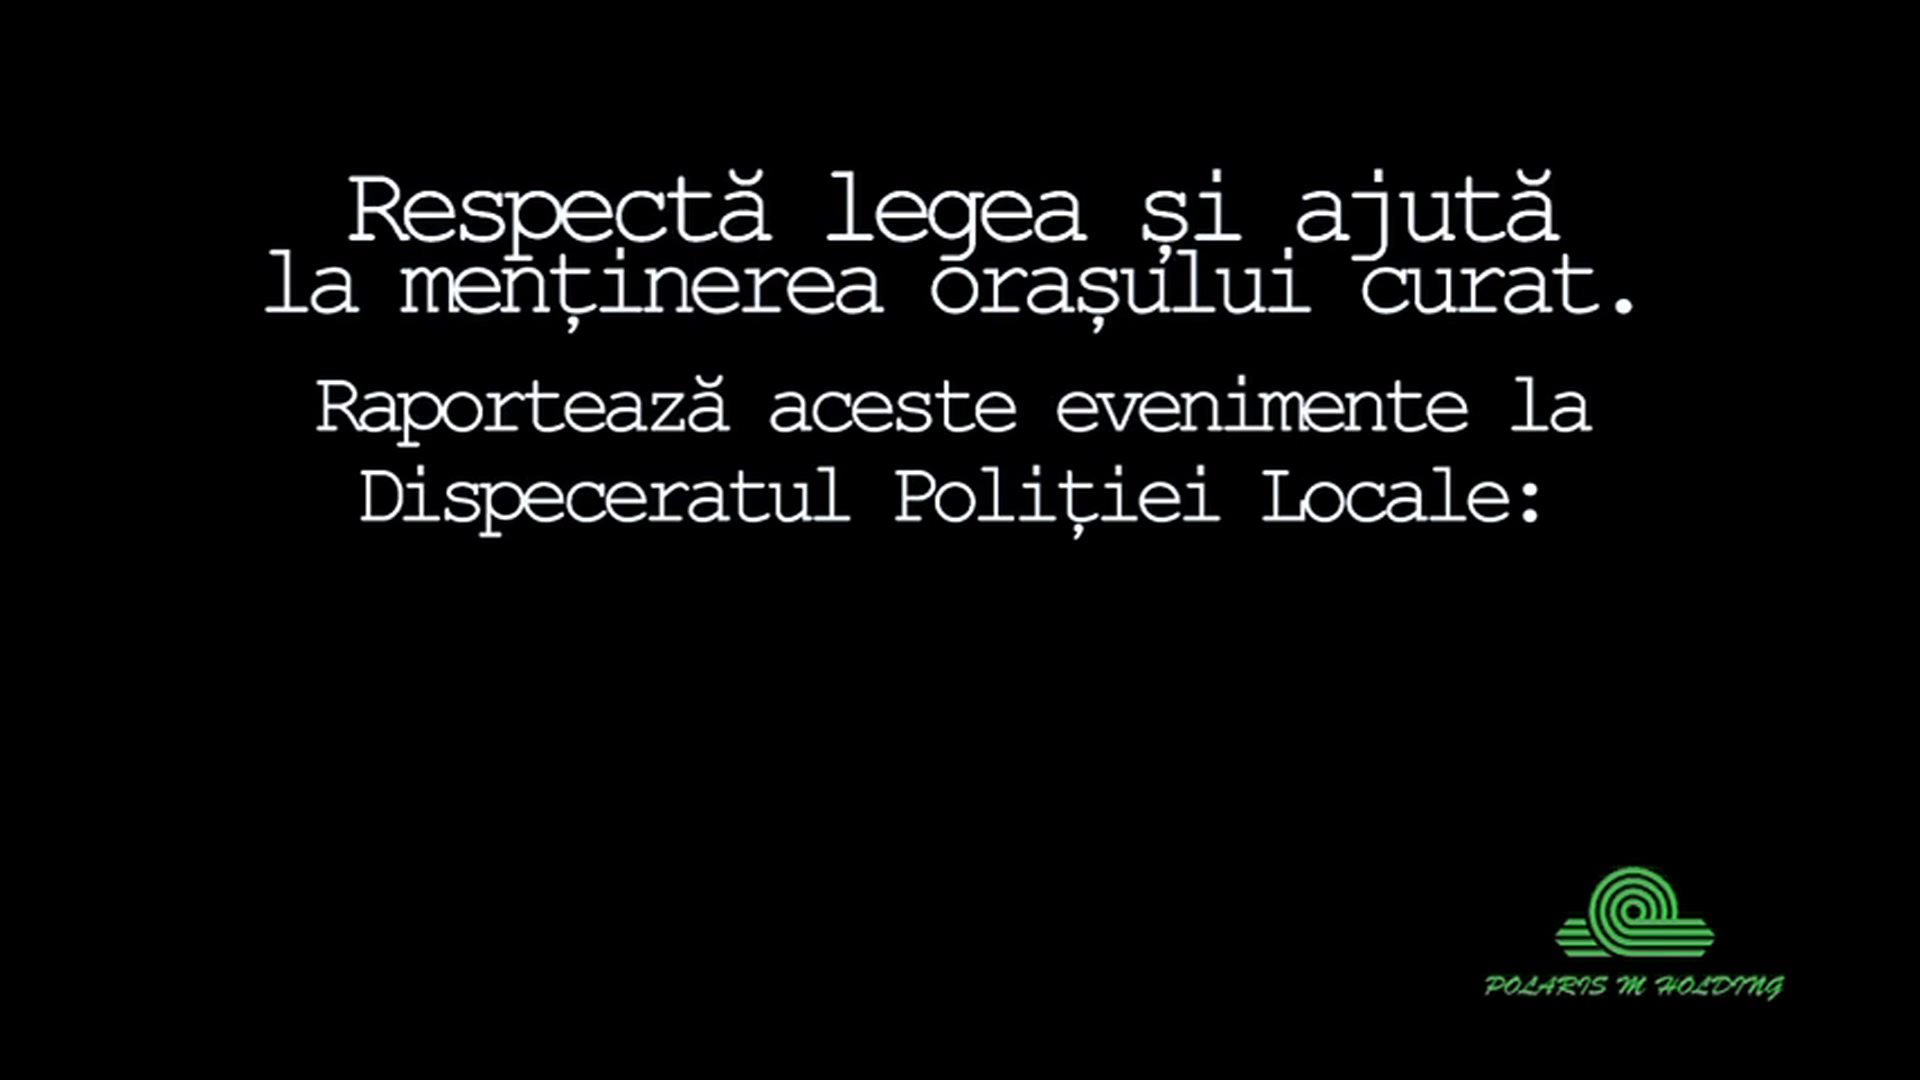 Respectă legea și ajută
la menținerea orașului curat.
Raportează aceste evenimente la
Dispeceratul Poliției Locale:
POLARIS M HOLDING